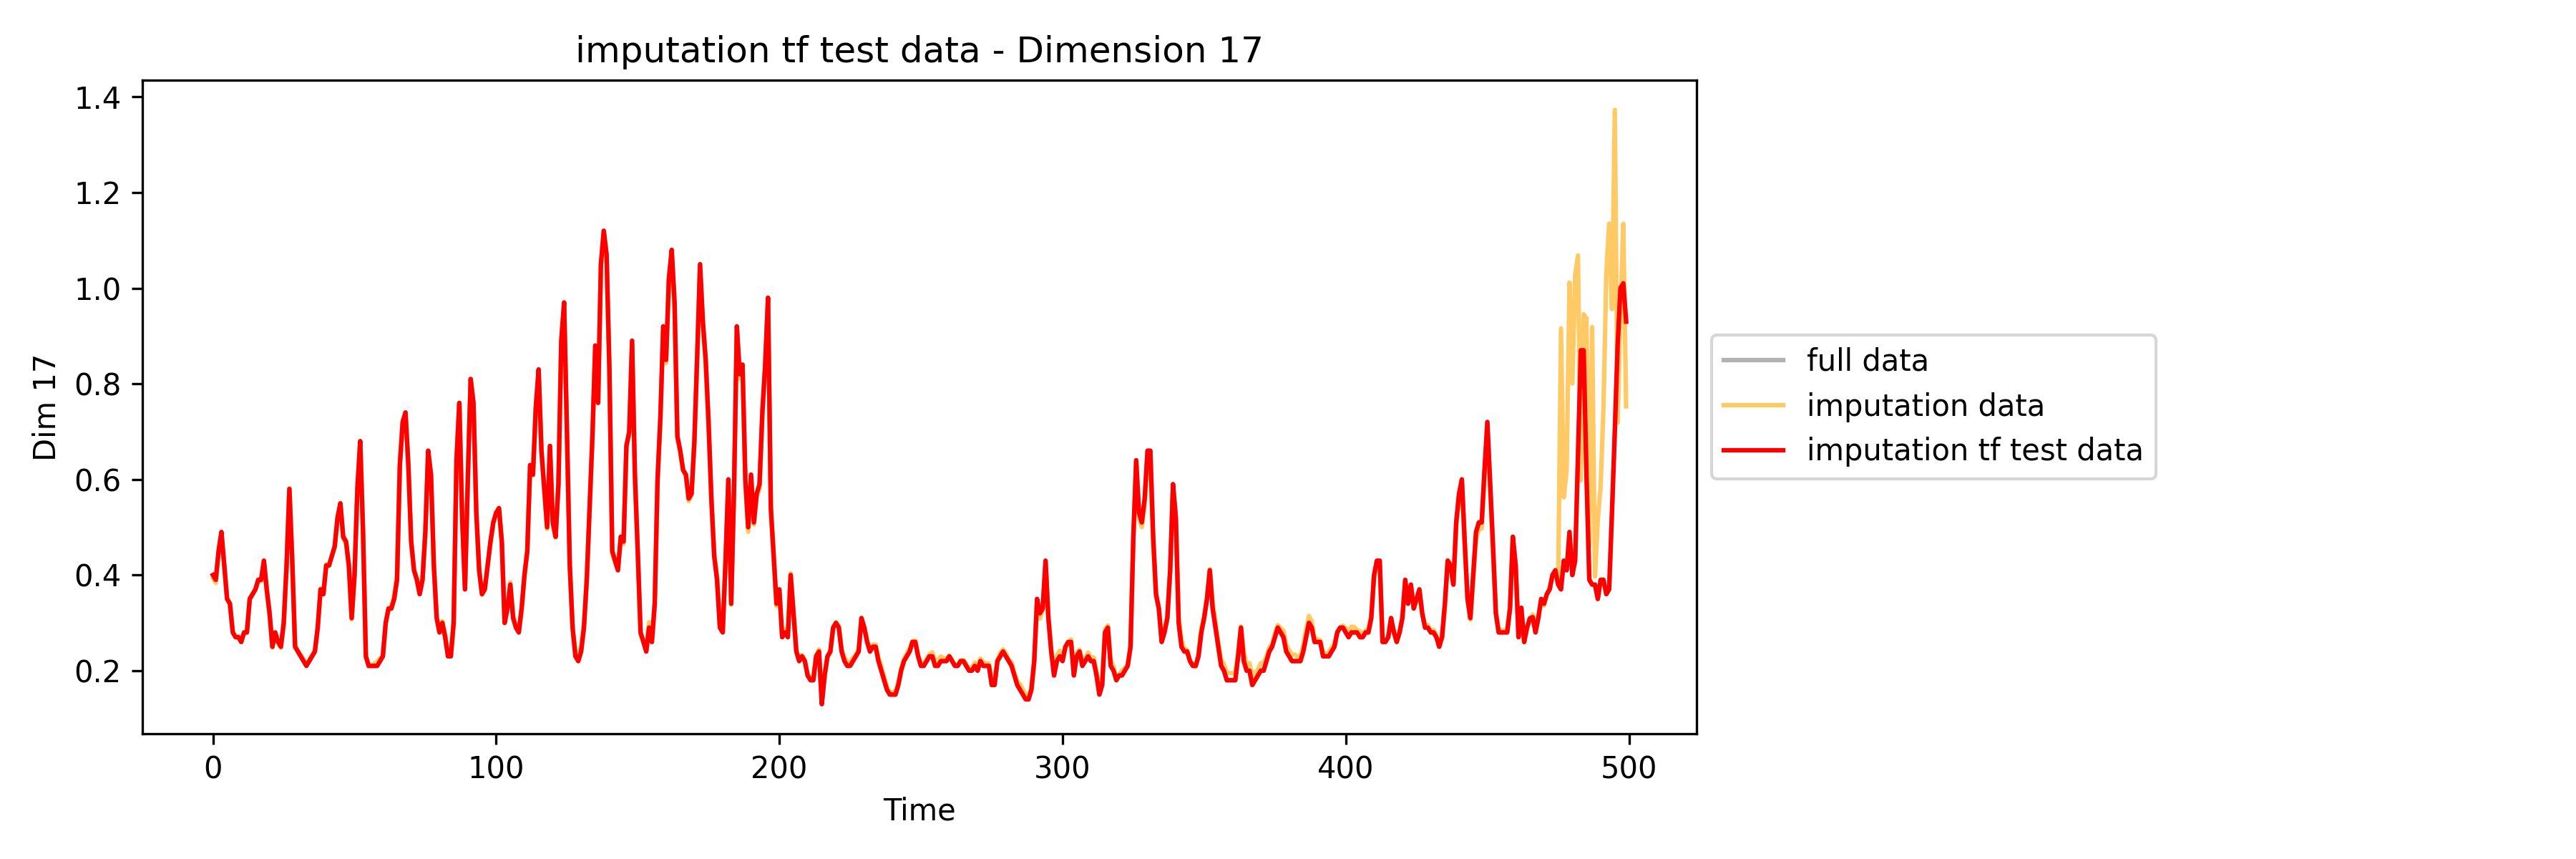 imputation tf test data - Dimension 17
1.4
1.2
1.0
0.8
0.6
0.4
0.2
Dim 17
0 100 200 300 400 500
Time
full data
imputation data
imputation tf test data